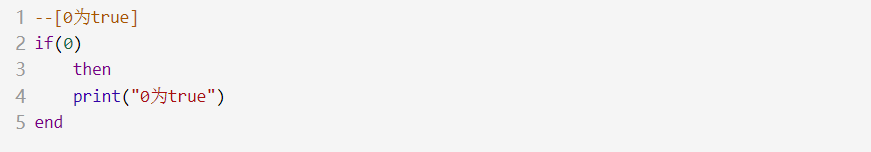 1 --[0为true]
2 if(0)
3     then
4     print("0为true")
5 end